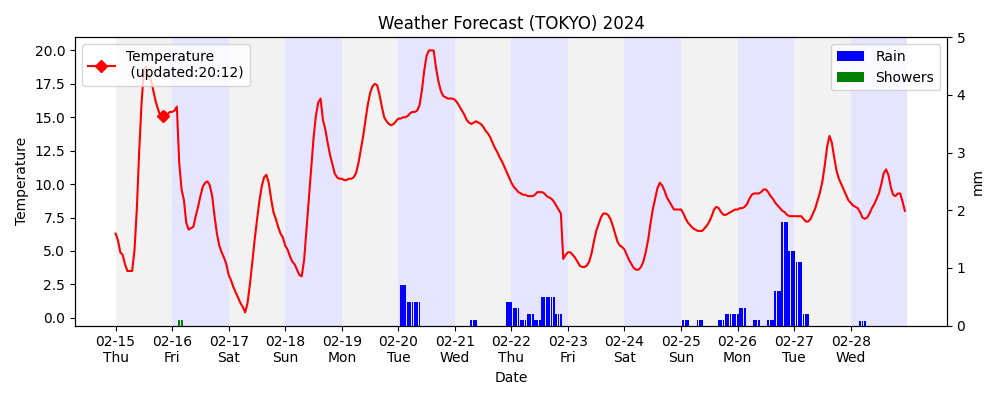 Weather Forecast (TOKYO) 2024
Temperature
(updated:20:12)
Rain
Showers
20.0
17.5
15.0
12.5
10.0
7.5
5.0
2.5
0.0
Temperature
5
4
3
2
1
0
mm
02-15 02-16 02-17 02-18 02-19 02-20 02-21 02-22 02-23 02-24 02-25 02-26 02-27 02-28
Thu Fri Sat Sun Mon Tue Wed Thu Fri Sat Sun Mon Tue Wed
Date